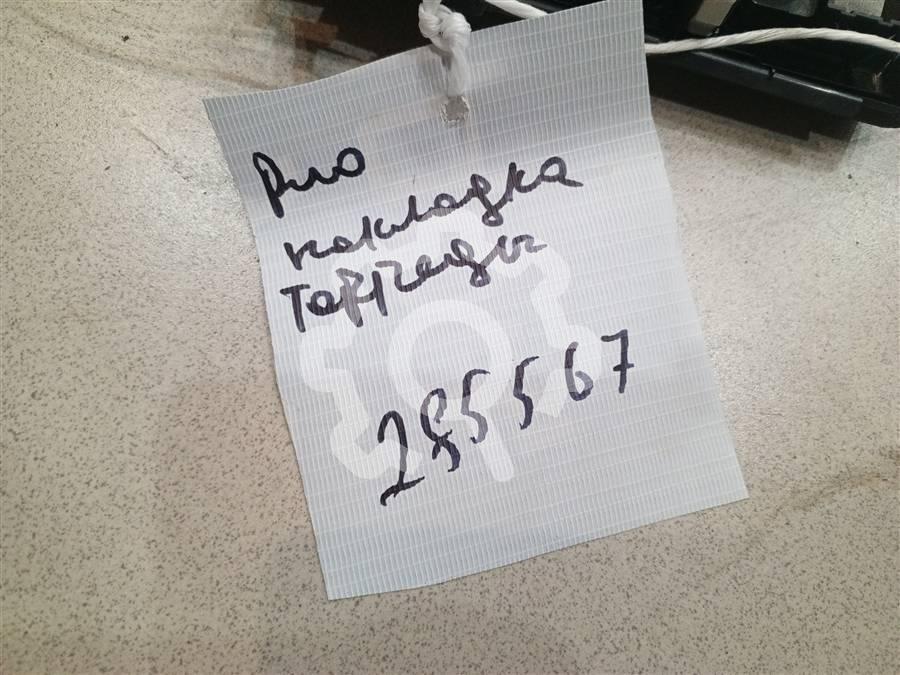 Рио
накладка
торпеды
285567